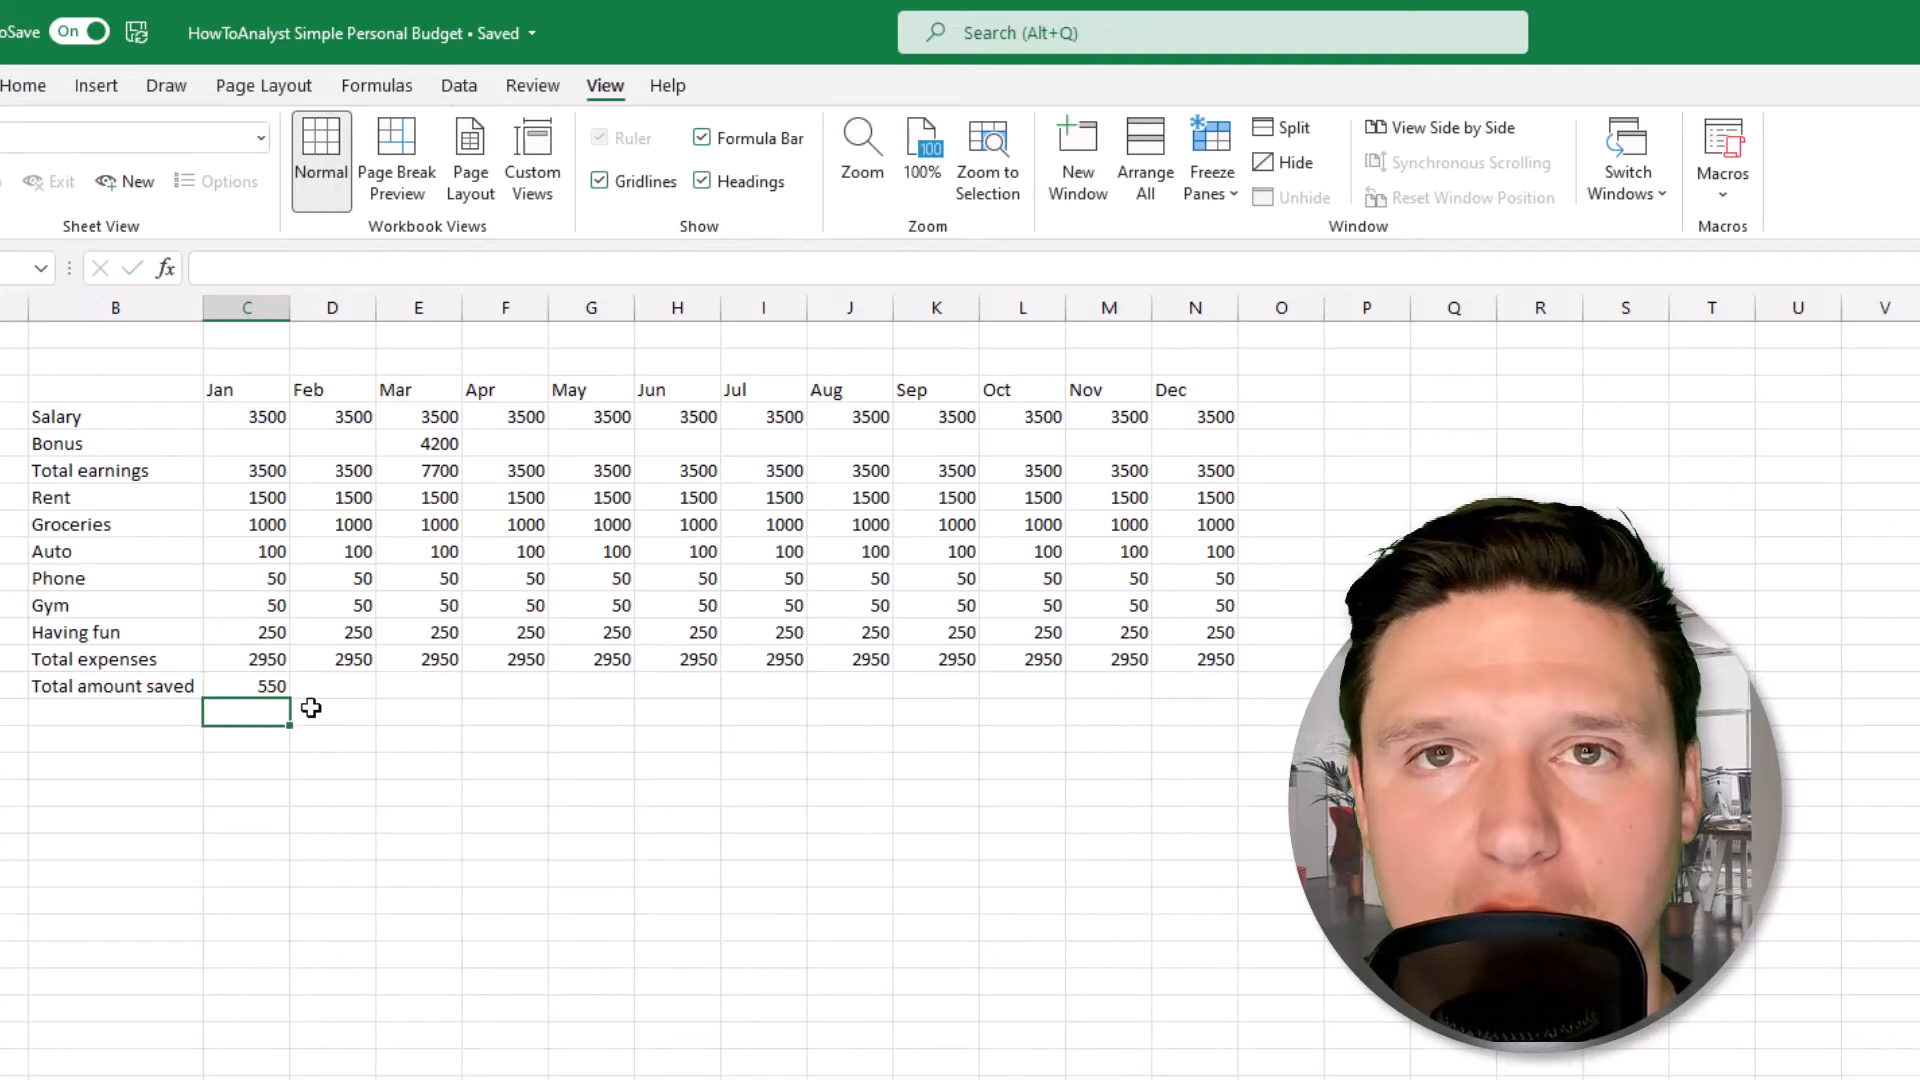 oSave On HowToAnalyst Simple Personal Budget • Saved Search (Alt+Q)
Home Insert Draw Page Layout Formulas Data Review View Help
Ruler Formula Bar
Exit New Options
Gridlines Headings
Normal Page Break Preview Page Layout Custom Views
Zoom 100 100% Zoom to Selection
New Window Arrange All Freeze Panes
Split
Hide
Unhide
View Side by Side
Synchronous Scrolling
Reset Window Position
Switch Windows
Macros
Sheet View Workbook Views Show Zoom Window Macros
fx
B C D E F G H I J K L M N O P Q R S T U V
Jan Feb Mar Apr May Jun Jul Aug Sep Oct Nov Dec
Salary 3500 3500 3500 3500 3500 3500 3500 3500 3500 3500 3500 3500
Bonus 4200
Total earnings 3500 3500 7700 3500 3500 3500 3500 3500 3500 3500 3500 3500
Rent 1500 1500 1500 1500 1500 1500 1500 1500 1500 1500 1500 1500
Groceries 1000 1000 1000 1000 1000 1000 1000 1000 1000 1000 1000 1000
Auto 100 100 100 100 100 100 100 100 100 100 100 100
Phone 50 50 50 50 50 50 50 50 50 50 50 50
Gym 50 50 50 50 50 50 50 50 50 50 50 50
Having fun 250 250 250 250 250 250 250 250 250 250 250 250
Total expenses 2950 2950 2950 2950 2950 2950 2950 2950 2950 2950 2950 2950
Total amount saved 550